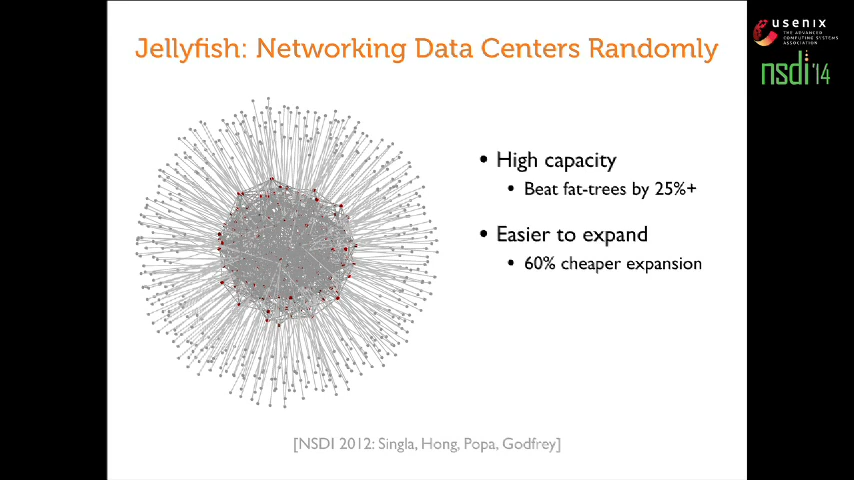 Jellyfish: Networking Data Centers Randomly
usenix
THE ADVANCED
COMPUTING SYSTEMS
ASSOCIATION
nsdi '14
• High capacity
• Beat fat-trees by 25%+
• Easier to expand
• 60% cheaper expansion
[NSDI 2012: Singla, Hong, Popa, Godfrey]